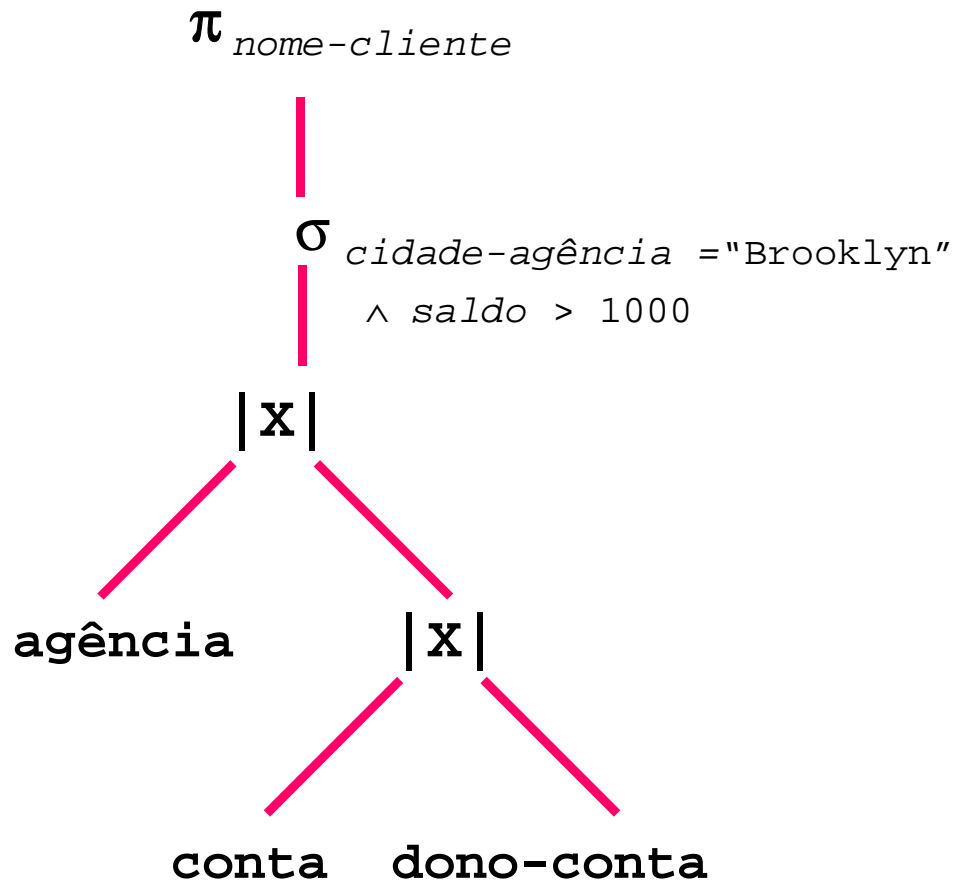 π nome-cliente
σ cidade-agência =“Brooklyn”
∧ saldo > 1000
|x|
agência |x|
conta dono-conta